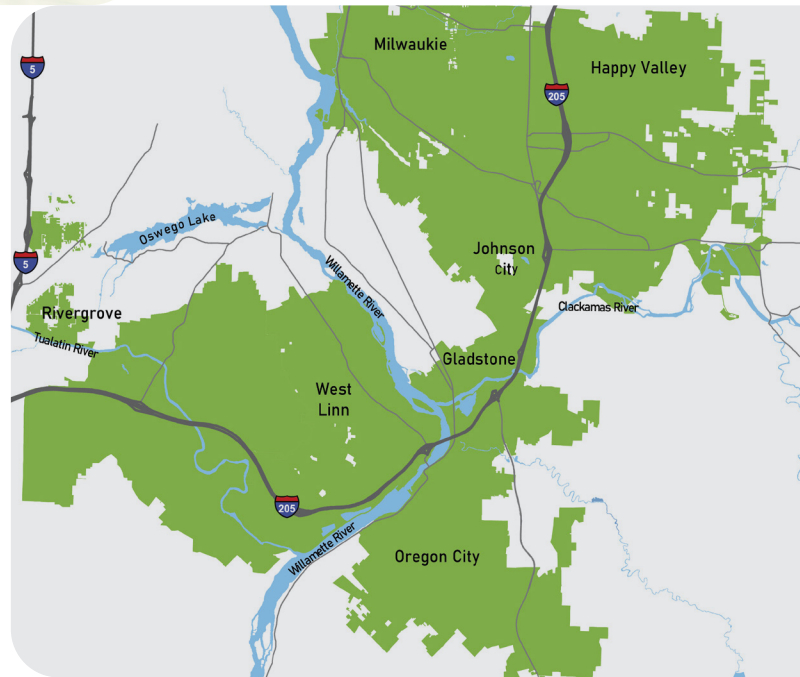 Milwaukie
5
Happy Valley
205
Oswego Lake
Johnson
City
5
Willamette River
Clackamas River
Rivergrove
Tualatin River
Gladstone
West
Linn
205
Willamette River
Oregon City